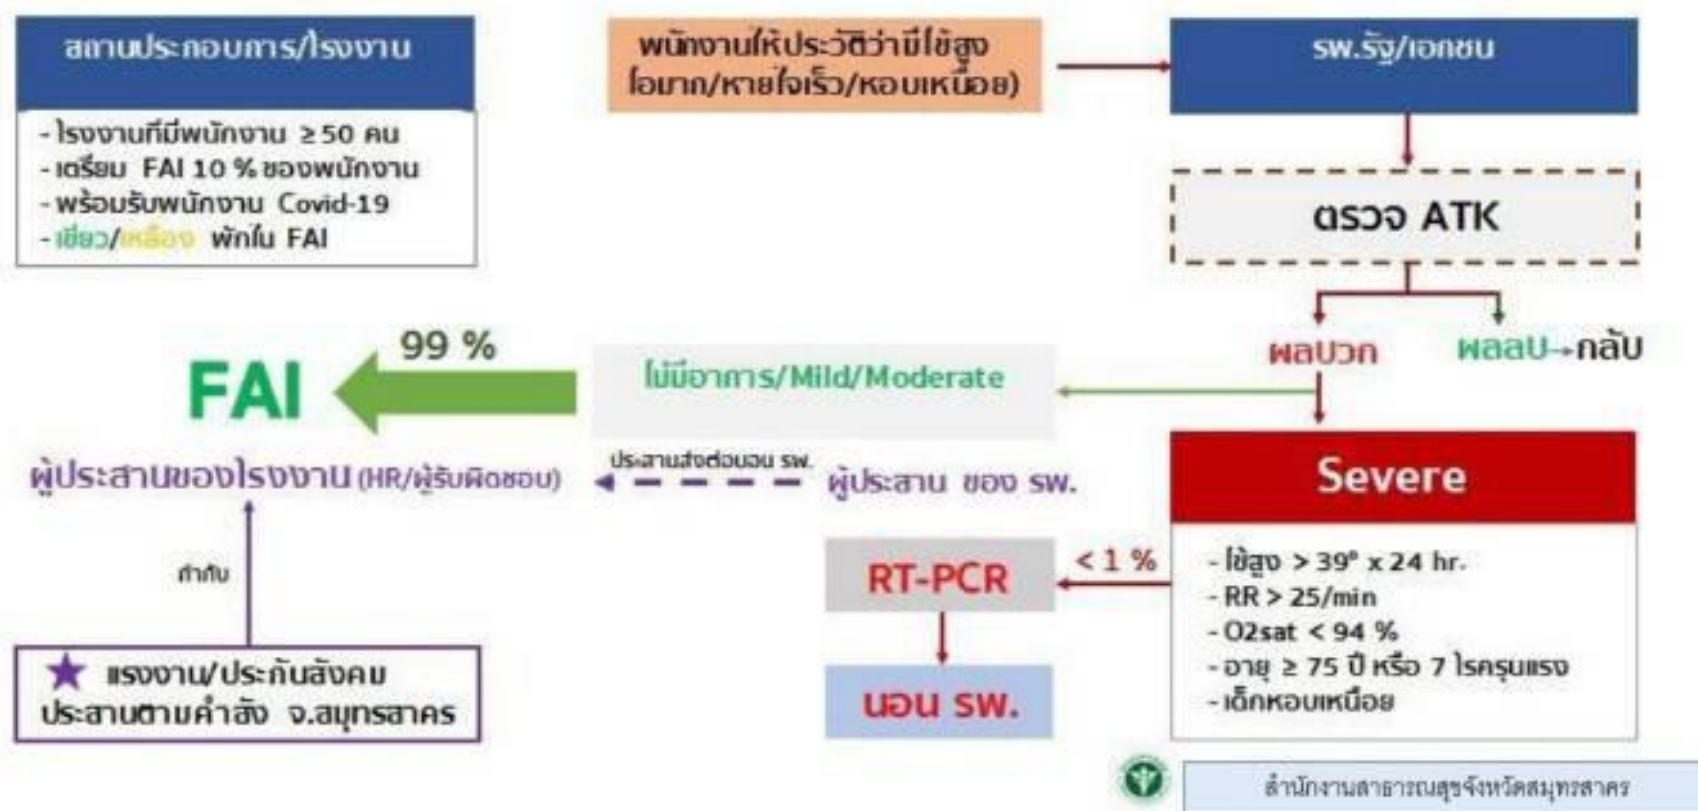 สถานประกอบการ/โรงงาน
- โรงงานที่มีพนักงาน ≥ 50 คน
- เตรียม FAI 10 % ของพนักงาน
- พร้อมรับพนักงาน Covid-19
- เขียว/เหลือง พักใน FAI
พนักงานให้ประวัติว่ามีไข้สูง
ไอมาก/หายใจเร็ว/หอบเหนื่อย)
รพ.รัฐ/เอกชน
ตรวจ ATK
ผลบวก
ผลลบ→กลับ
ไม่มีอาการ/Mild/Moderate
99 %
FAI
ผู้ประสานของโรงงาน (HR/ผู้รับผิดชอบ)
ประสานส่งต่อนอน รพ.
ผู้ประสาน ของ รพ.
Severe
- ไข้สูง > 39° x 24 hr.
- RR > 25/min
- O2sat < 94 %
- อายุ ≥ 75 ปี หรือ 7 โรครุนแรง
- เด็กหอบเหนื่อย
< 1 %
RT-PCR
นอน รพ.
กำกับ
แรงงาน/ประกันสังคม
ประสานตามคำสั่ง จ.สมุทรสาคร
สำนักงานสาธารณสุขจังหวัดสมุทรสาคร